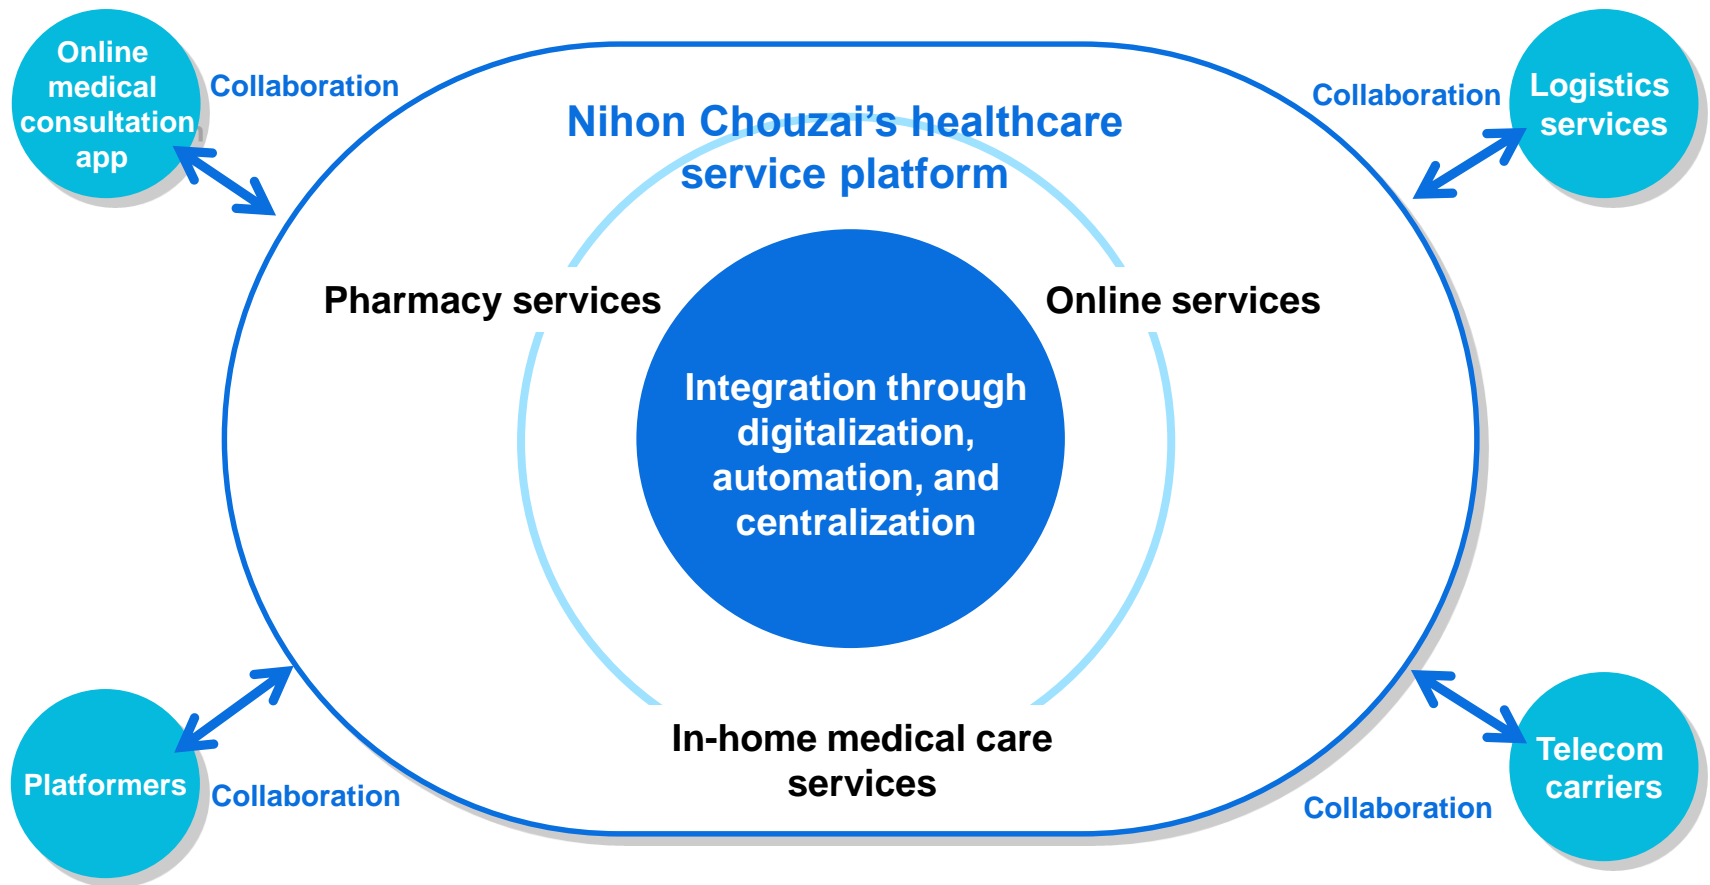 Online
medical
consultation
app
Collaboration
Nihon Chouzai’s healthcare
service platform
Collaboration
Logistics
services
Pharmacy services
Online services
Integration through
digitalization,
automation, and
centralization
In-home medical care
services
Platformers
Collaboration
Collaboration
Telecom
carriers